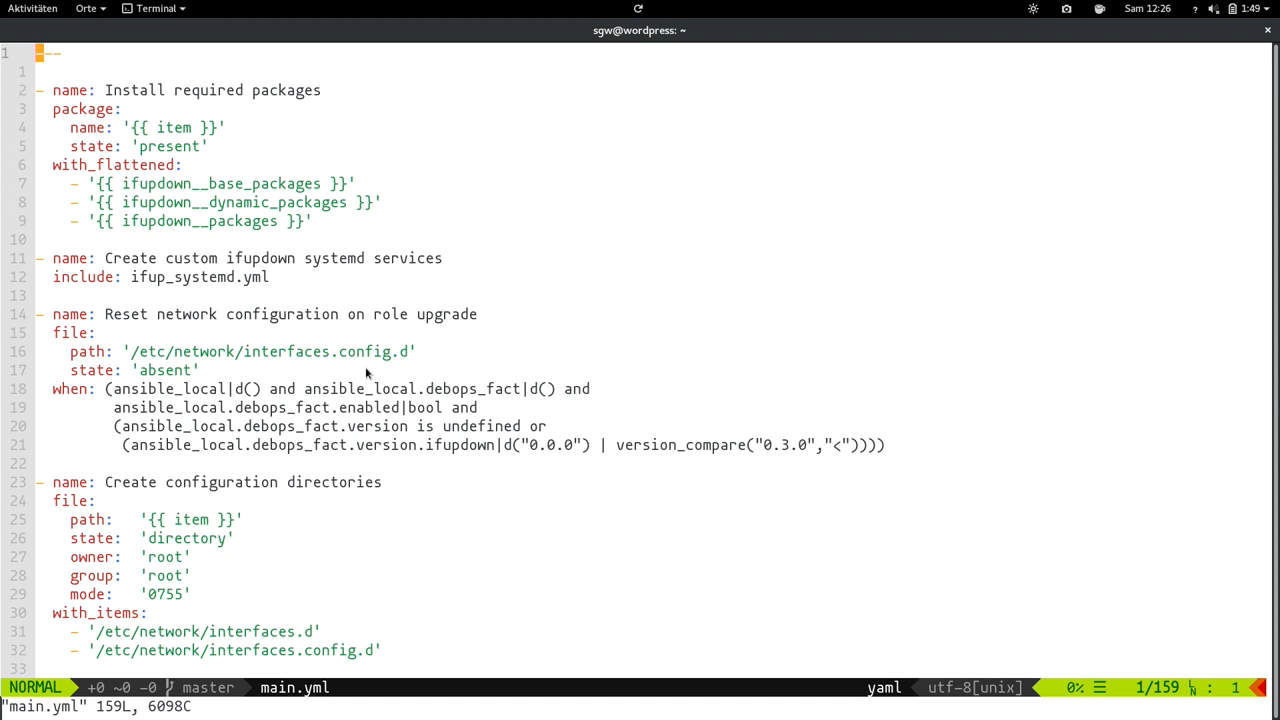 Aktivitäten Orte Terminal Sam 12:26 ? 1:49
sgw@wordpress: ~ ×
1 ---
1
2 - name: Install required packages
3 package:
4 name: '{{ item }}'
5 state: 'present'
6 with_flattened:
7 - '{{ ifupdown__base_packages }}'
8 - '{{ ifupdown__dynamic_packages }}'
9 - '{{ ifupdown__packages }}'
10
11 - name: Create custom ifupdown systemd services
12 include: ifup_systemd.yml
13
14 - name: Reset network configuration on role upgrade
15 file:
16 path: '/etc/network/interfaces.config.d'
17 state: 'absent'
18 when: (ansible_local|d() and ansible_local.debops_fact|d() and
19 ansible_local.debops_fact.enabled|bool and
20 (ansible_local.debops_fact.version is undefined or
21 (ansible_local.debops_fact.version.ifupdown|d("0.0.0") | version_compare("0.3.0","<"))))
22
23 - name: Create configuration directories
24 file:
25 path: '{{ item }}'
26 state: 'directory'
27 owner: 'root'
28 group: 'root'
29 mode: '0755'
30 with_items:
31 - '/etc/network/interfaces.d'
32 - '/etc/network/interfaces.config.d'
33
NORMAL +0 ~0 -0 master main.yml yaml utf-8[unix] 0% ☰ 1/159 LN : 1
"main.yml" 159L, 6098C